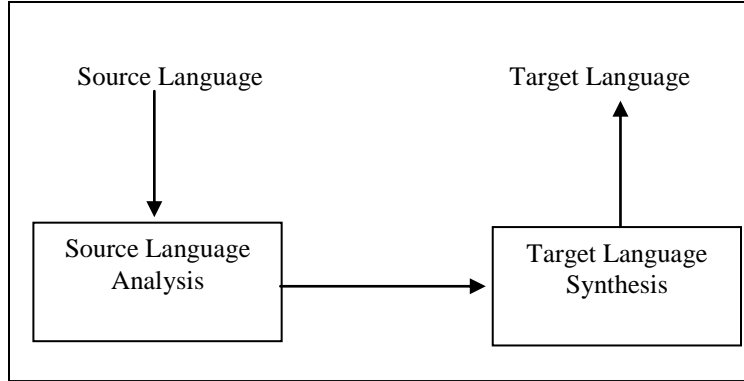 Source Language
Target Language
Source Language
Analysis
Target Language
Synthesis